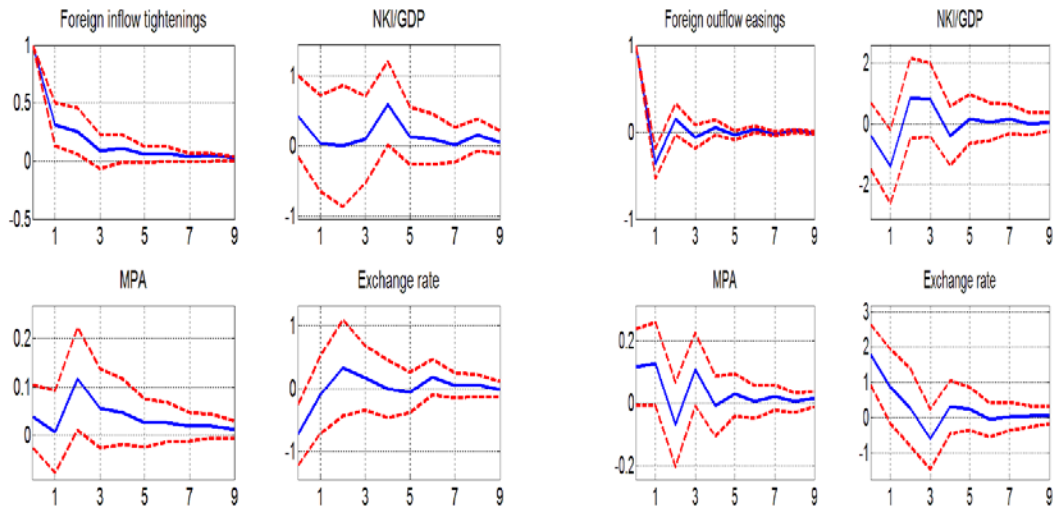 Foreign inflow tightenings
NKI/GDP
Foreign outflow easings
NKI/GDP
1
0.5
0
-0.5
1 3 5 7 9
1
0
-1
1 3 5 7 9
1
0
-1
1 3 5 7 9
2
0
-2
1 3 5 7 9
MPA
Exchange rate
MPA
Exchange rate
0.2
0.1
0
1 3 5 7 9
1
0
-1
1 3 5 7 9
0.2
0
-0.2
1 3 5 7 9
3
2
1
0
-1
1 3 5 7 9